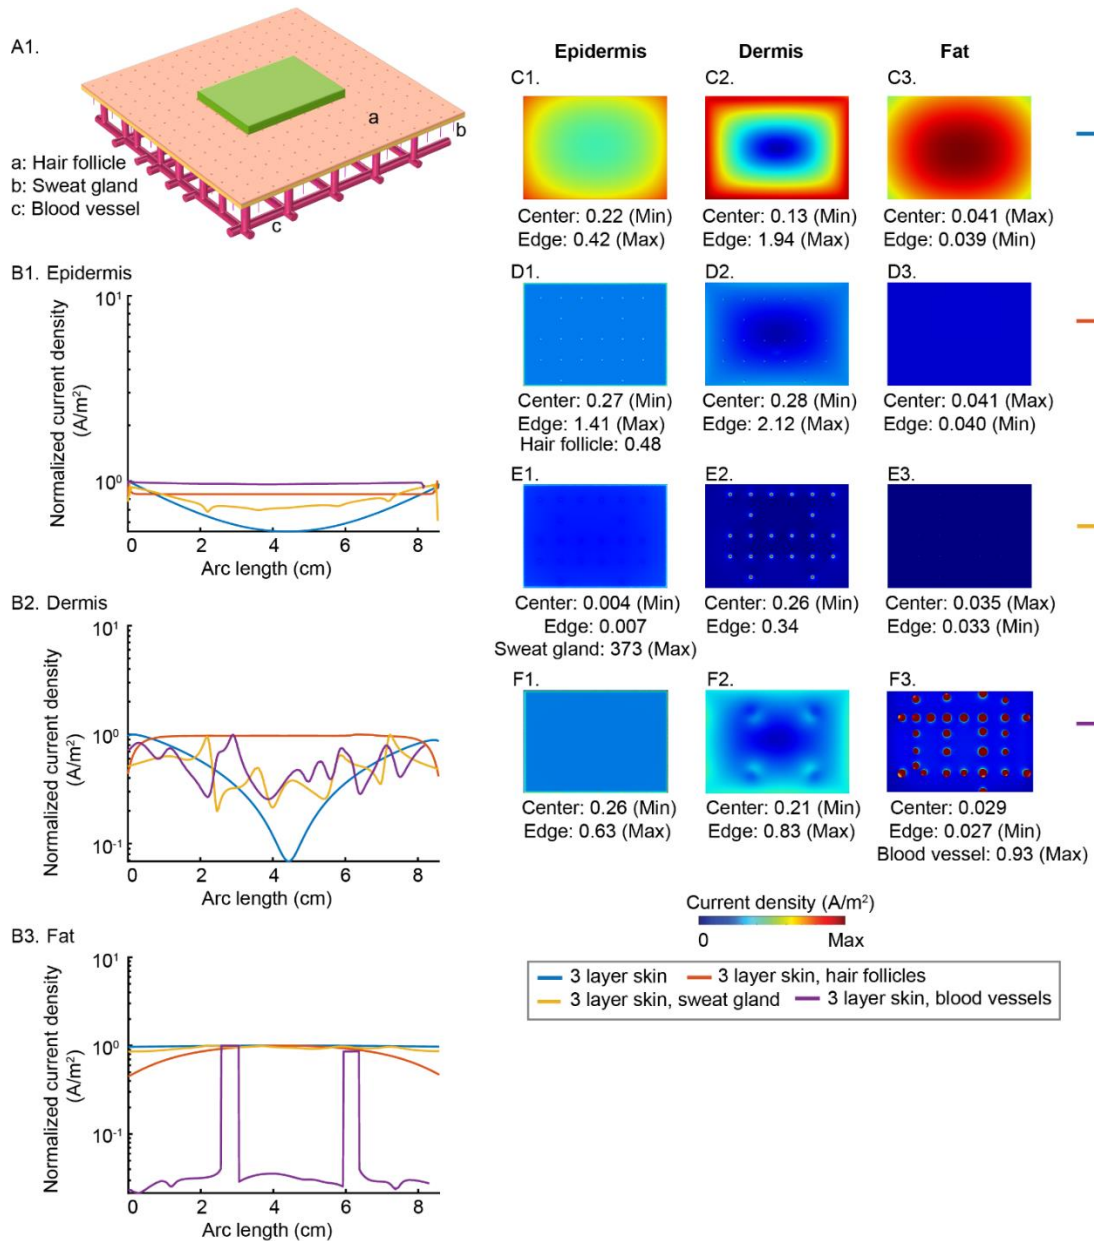 A1.
a
b
c
a: Hair follicle
b: Sweat gland
c: Blood vessel
B1. Epidermis
Normalized current density
(A/m²)
10¹
10⁰
0 2 4 6 8
Arc length (cm)
B2. Dermis
Normalized current density
(A/m²)
10¹
10⁰
10⁻¹
0 2 4 6 8
Arc length (cm)
B3. Fat
Normalized current density
(A/m²)
10¹
10⁰
10⁻¹
0 2 4 6 8
Arc length (cm)
Epidermis Dermis Fat
C1. C2. C3.
Center: 0.22 (Min) Center: 0.13 (Min) Center: 0.041 (Max)
Edge: 0.42 (Max) Edge: 1.94 (Max) Edge: 0.039 (Min)
D1. D2. D3.
Center: 0.27 (Min) Center: 0.28 (Min) Center: 0.041 (Max)
Edge: 1.41 (Max) Edge: 2.12 (Max) Edge: 0.040 (Min)
Hair follicle: 0.48
E1. E2. E3.
Center: 0.004 (Min) Center: 0.26 (Min) Center: 0.035 (Max)
Edge: 0.007 Edge: 0.34 Edge: 0.033 (Min)
Sweat gland: 373 (Max)
F1. F2. F3.
Center: 0.26 (Min) Center: 0.21 (Min) Center: 0.029
Edge: 0.63 (Max) Edge: 0.83 (Max) Edge: 0.027 (Min)
Blood vessel: 0.93 (Max)
Current density (A/m²)
0 Max
3 layer skin 3 layer skin, hair follicles
3 layer skin, sweat gland 3 layer skin, blood vessels